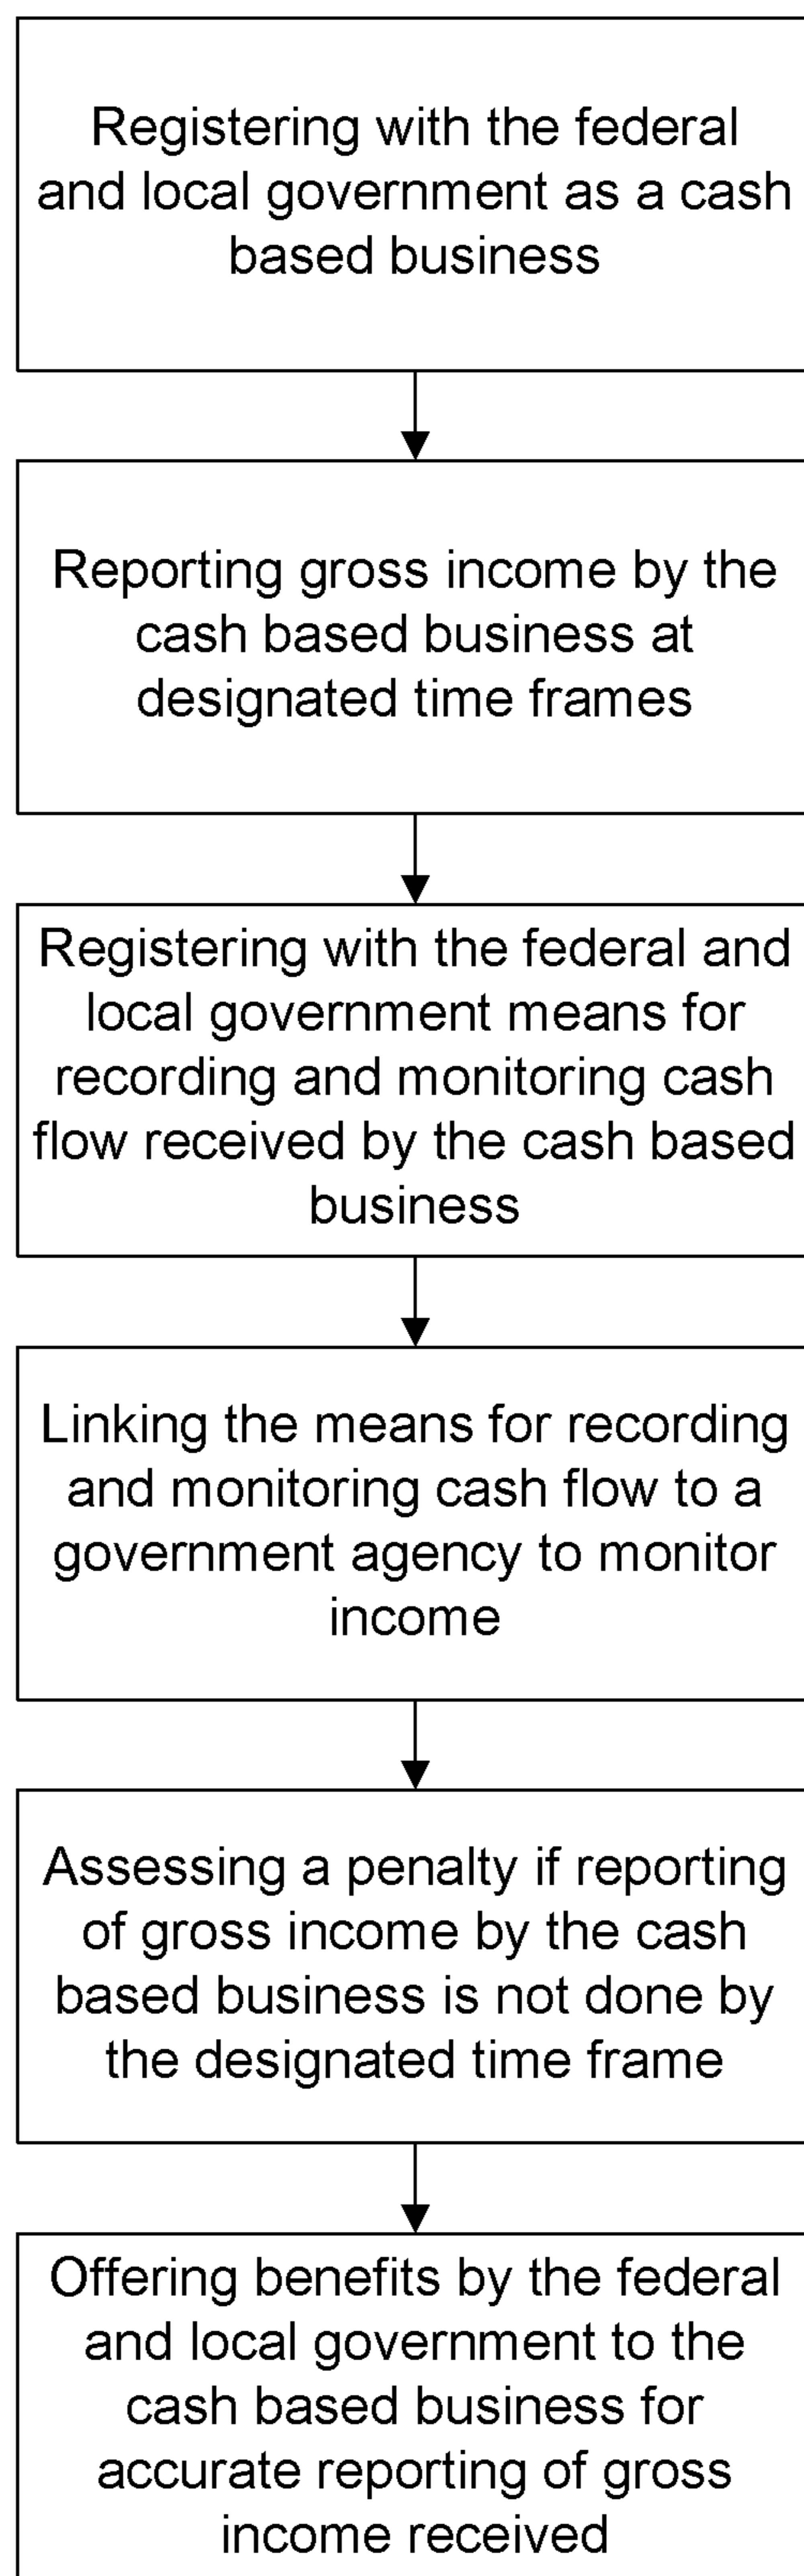 Registering with the federal
and local government as a cash
based business
Reporting gross income by the
cash based business at
designated time frames
Registering with the federal and
local government means for
recording and monitoring cash
flow received by the cash based
business
Linking the means for recording
and monitoring cash flow to a
government agency to monitor
income
Assessing a penalty if reporting
of gross income by the cash
based business is not done by
the designated time frame
Offering benefits by the federal
and local government to the
cash based business for
accurate reporting of gross
income received